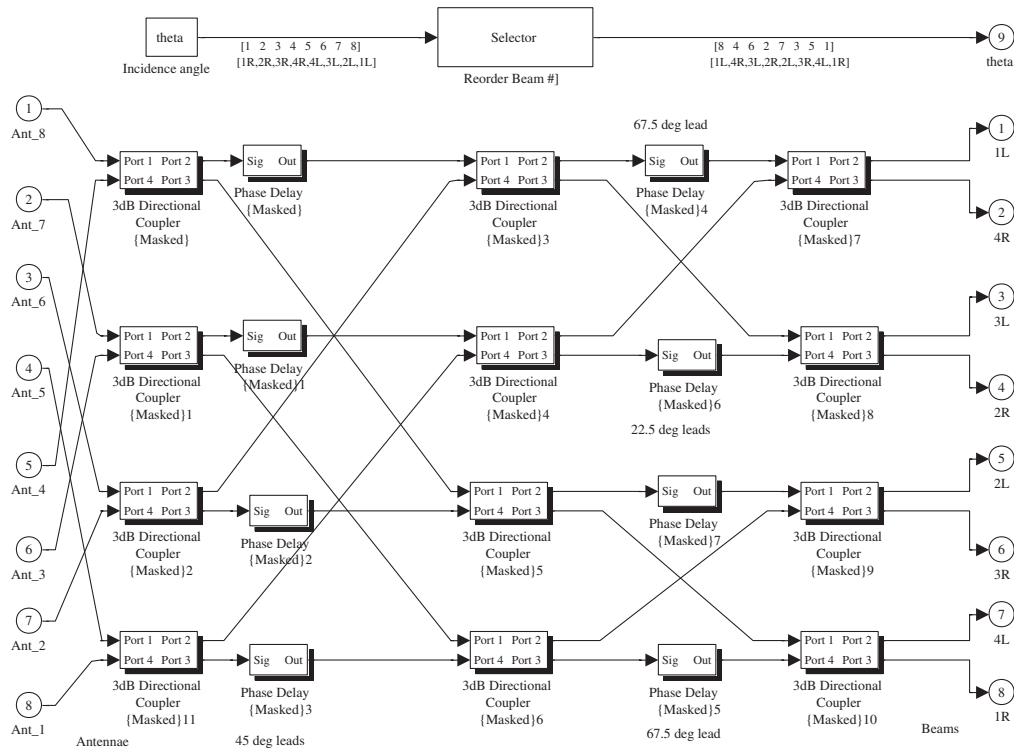 theta
Incidence angle
[1 2 3 4 5 6 7 8]
[1R,2R,3R,4R,4L,3L,2L,1L]
Selector
Reorder Beam #]
[8 4 6 2 7 3 5 1]
[1L,4R,3L,2R,2L,3R,4L,1R]
9
theta
1
Ant_8
2
Ant_7
3
Ant_6
4
Ant_5
5
Ant_4
6
Ant_3
7
Ant_2
8
Ant_1
Antennae
Port 1 Port 2
Port 4 Port 3
3dB Directional
Coupler
{Masked}
Port 1 Port 2
Port 4 Port 3
3dB Directional
Coupler
{Masked}1
Port 1 Port 2
Port 4 Port 3
3dB Directional
Coupler
{Masked}2
Port 1 Port 2
Port 4 Port 3
3dB Directional
Coupler
{Masked}11
Sig Out
Phase Delay
{Masked}
Sig Out
Phase Delay
{Masked}1
Sig Out
Phase Delay
{Masked}2
Sig Out
Phase Delay
{Masked}3
45 deg leads
Port 1 Port 2
Port 4 Port 3
3dB Directional
Coupler
{Masked}3
Port 1 Port 2
Port 4 Port 3
3dB Directional
Coupler
{Masked}4
Port 1 Port 2
Port 4 Port 3
3dB Directional
Coupler
{Masked}5
Port 1 Port 2
Port 4 Port 3
3dB Directional
Coupler
{Masked}6
67.5 deg lead
Sig Out
Phase Delay
{Masked}4
Sig Out
Phase Delay
{Masked}6
22.5 deg leads
Sig Out
Phase Delay
{Masked}7
Sig Out
Phase Delay
{Masked}5
67.5 deg lead
Port 1 Port 2
Port 4 Port 3
3dB Directional
Coupler
{Masked}7
Port 1 Port 2
Port 4 Port 3
3dB Directional
Coupler
{Masked}8
Port 1 Port 2
Port 4 Port 3
3dB Directional
Coupler
{Masked}9
Port 1 Port 2
Port 4 Port 3
3dB Directional
Coupler
{Masked}10
1
1L
2
4R
3
3L
4
2R
5
2L
6
3R
7
4L
8
1R
Beams